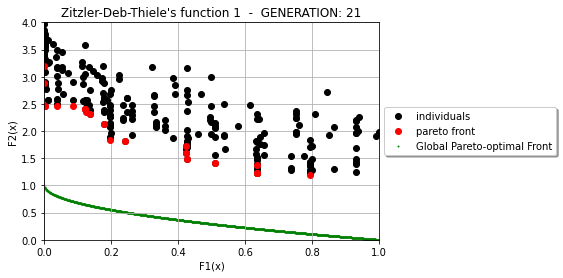 Zitzler-Deb-Thiele's function 1 - GENERATION: 21
4.0
3.5
3.0
2.5
2.0
1.5
1.0
0.5
0.0
F2(x)
0.0 0.2 0.4 0.6 0.8 1.0
F1(x)
individuals
pareto front
Global Pareto-optimal Front